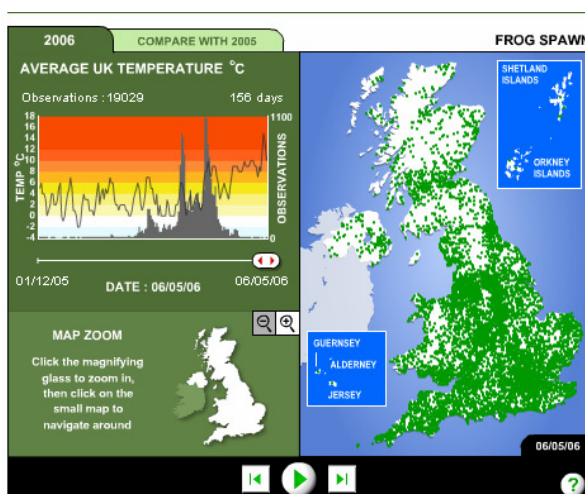 2006
COMPARE WITH 2005
FROG SPAWN
AVERAGE UK TEMPERATURE °C
Observations : 19029
156 days
18
16
14
12
10
8
6
4
2
0
-2
-4
TEMP °C
1100
0
OBSERVATIONS
01/12/05
DATE : 06/05/06
06/05/06
MAP ZOOM
Click the magnifying
glass to zoom in,
then click on the
small map to
navigate around
SHETLAND
ISLANDS
ORKNEY
ISLANDS
GUERNSEY
ALDERNEY
JERSEY
06/05/06
?